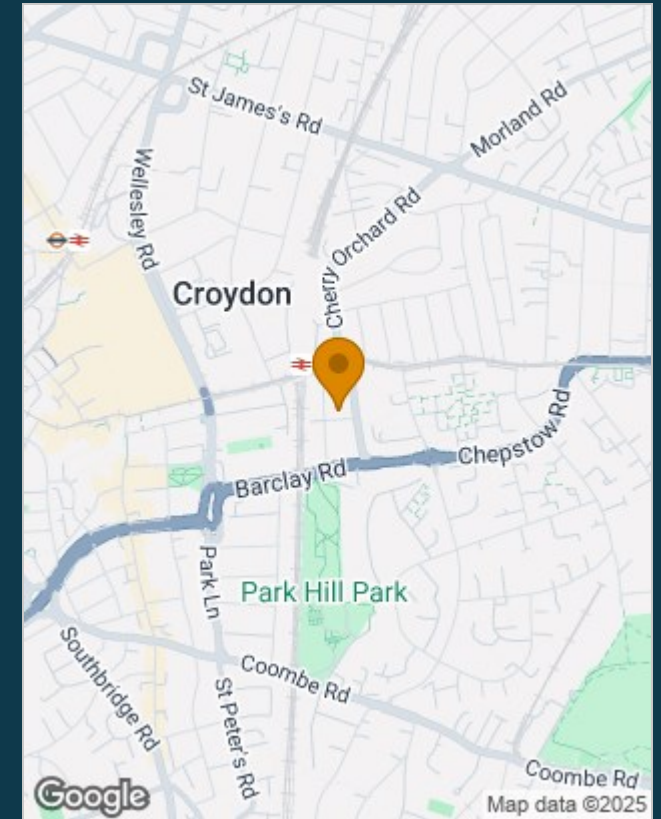 St James's Rd
Morland Rd
Wellesley Rd
Cherry Orchard Rd
Croydon
Chepstow Rd
Barclay Rd
Park Ln
Park Hill Park
Southbridge Rd
Coombe Rd
St Peter's Rd
Coombe Rd
Google
Map data ©2025